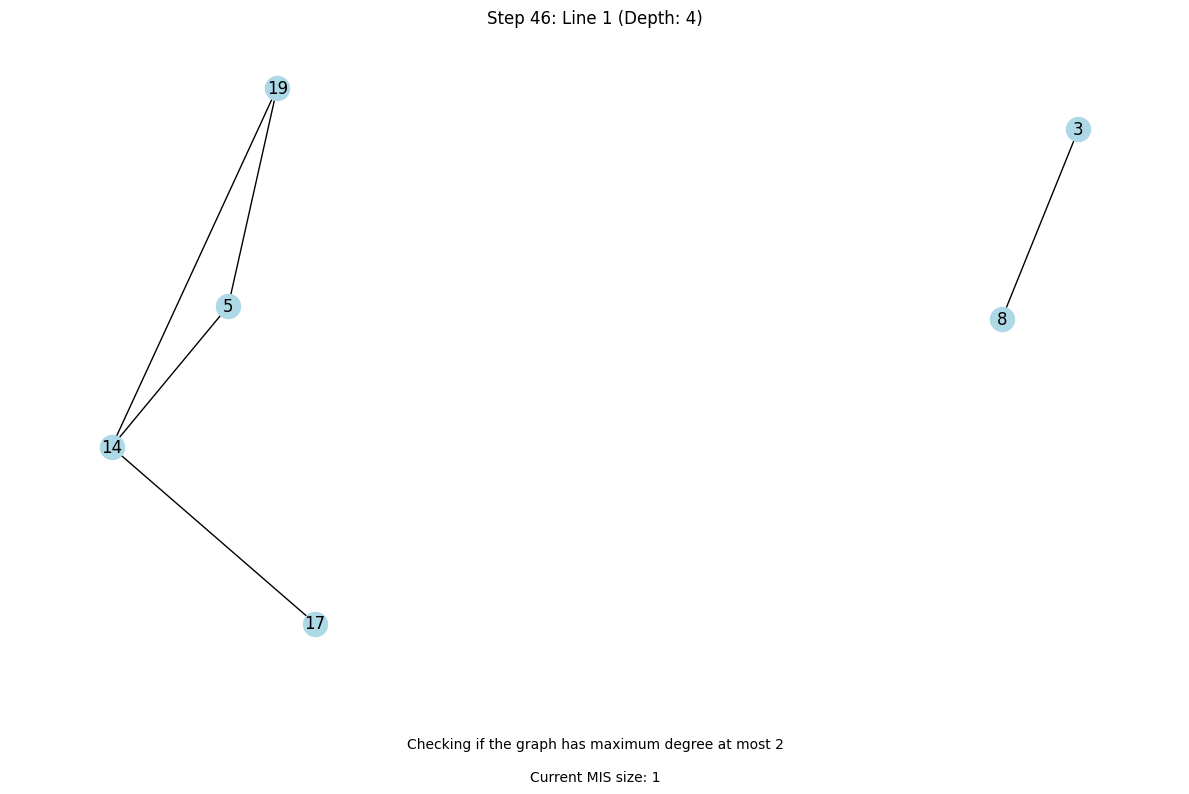 Step 46: Line 1 (Depth: 4)
19
3
5
8
14
17
Checking if the graph has maximum degree at most 2
Current MIS size: 1